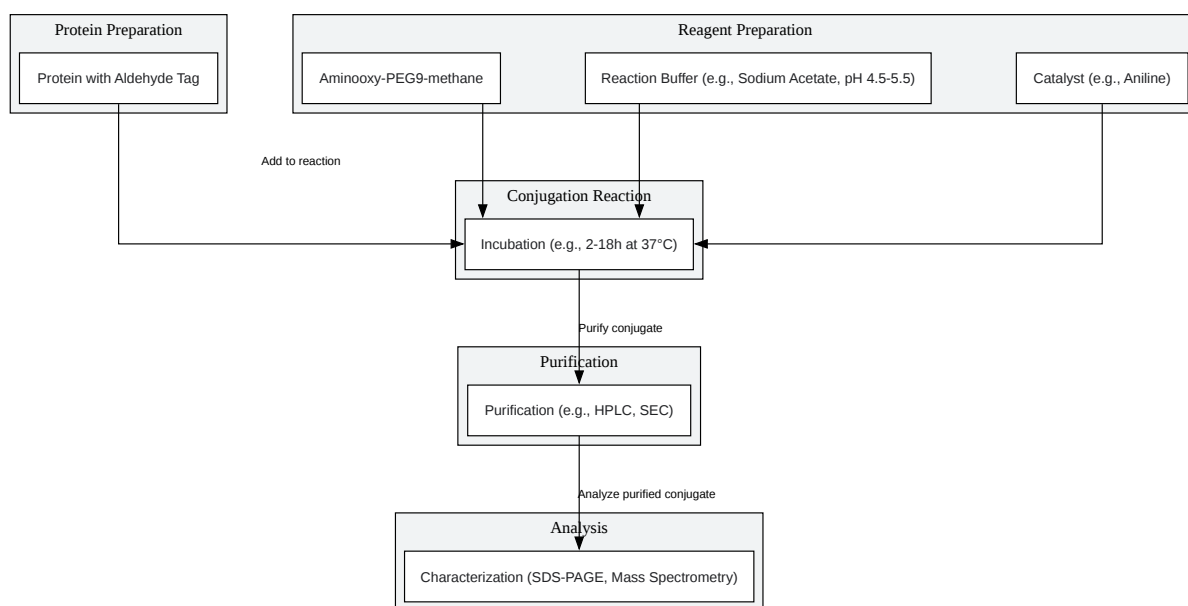 Protein Preparation
Reagent Preparation
Protein with Aldehyde Tag
Aminooxy-PEG9-methane
Reaction Buffer (e.g., Sodium Acetate, pH 4.5-5.5)
Catalyst (e.g., Aniline)
Add to reaction
Conjugation Reaction
Incubation (e.g., 2-18h at 37°C)
Purify conjugate
Purification
Purification (e.g., HPLC, SEC)
Analyze purified conjugate
Analysis
Characterization (SDS-PAGE, Mass Spectrometry)